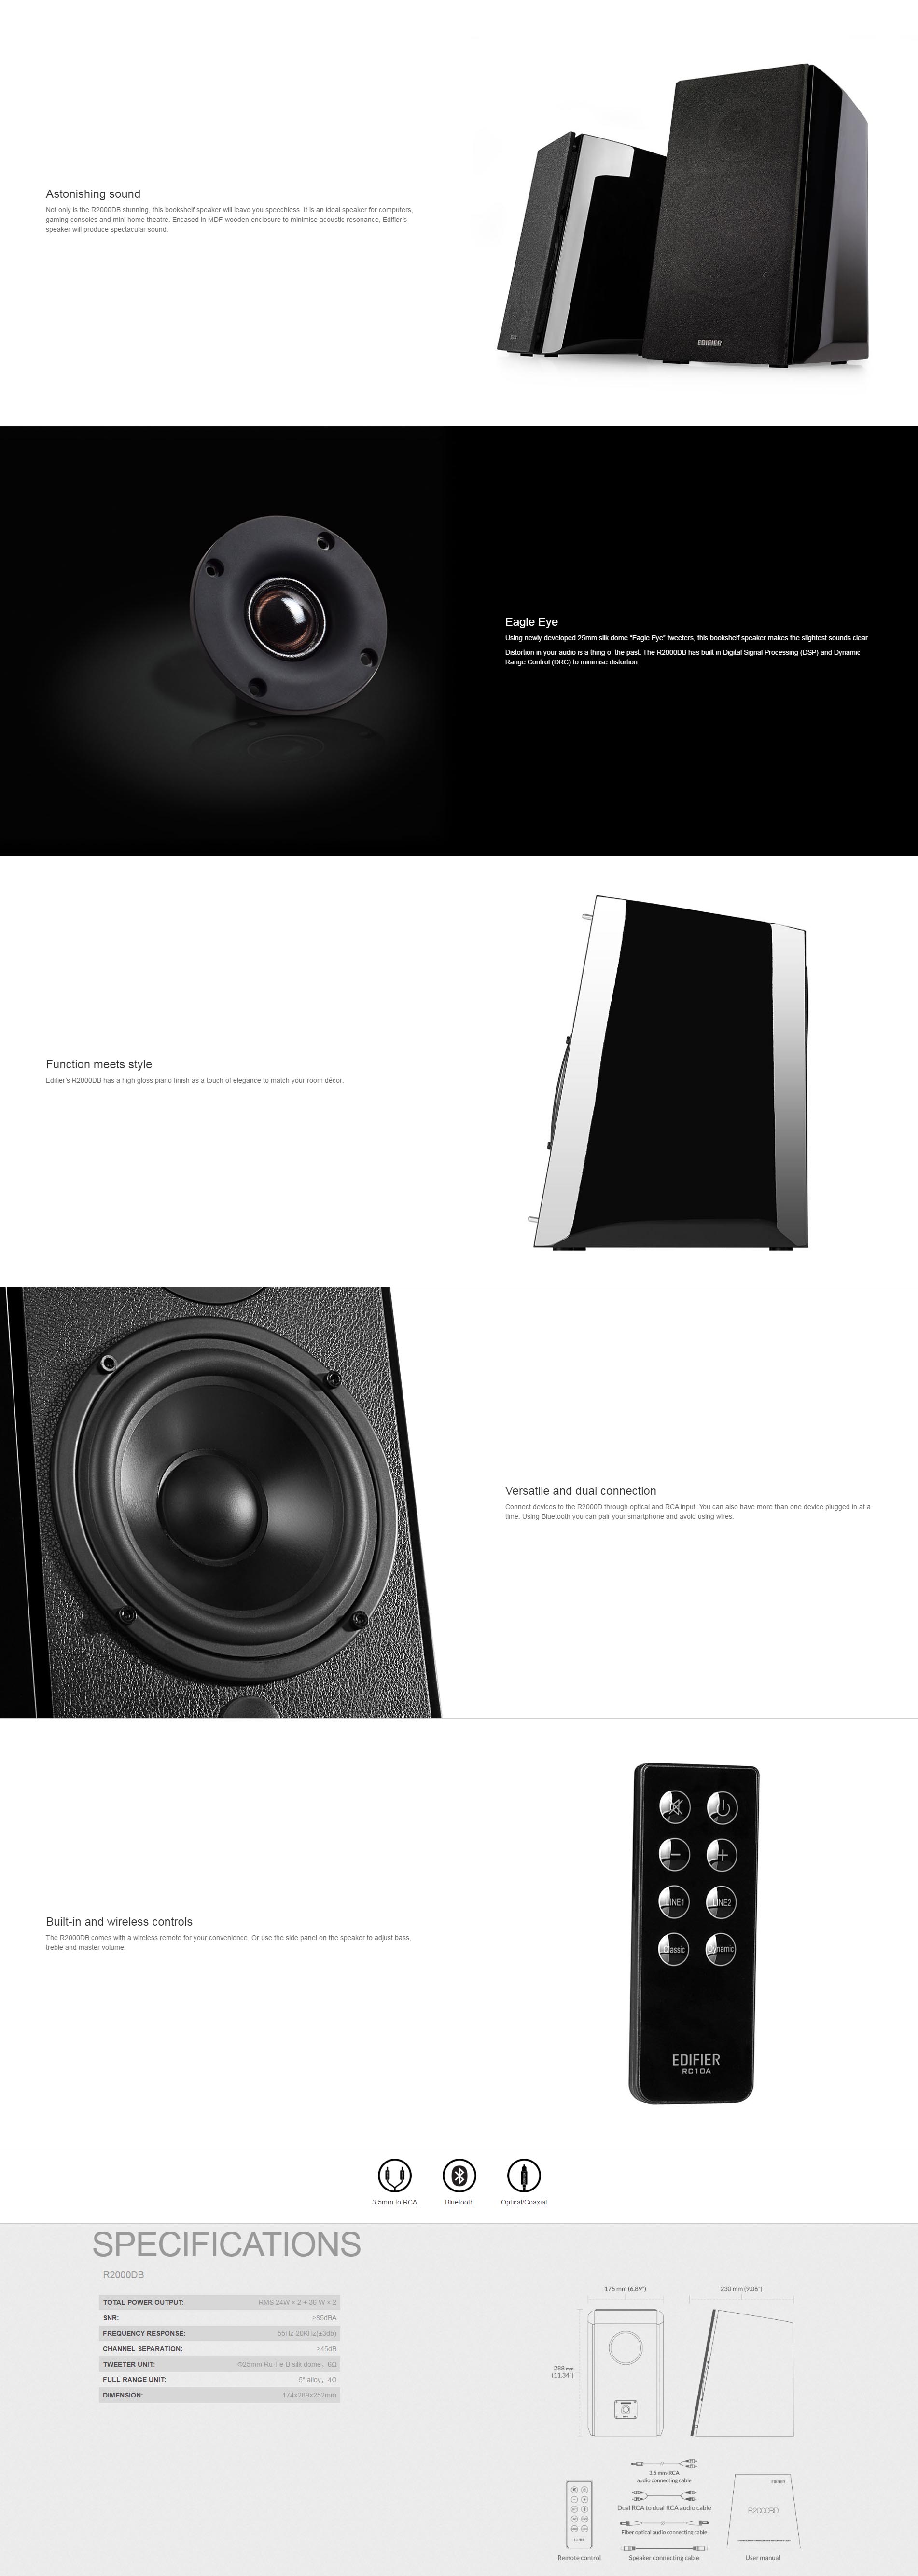 Astonishing sound
Not only is the R2000DB stunning, this bookshelf speaker will leave you speechless. It is an ideal speaker for computers,
gaming consoles and mini home theatre. Encased in MDF wooden enclosure to minimise acoustic resonance, Edifier's
speaker will produce spectacular sound.
EDIFIER
Eagle Eye
Using newly developed 25mm silk dome "Eagle Eye" tweeters, this bookshelf speaker makes the slightest sounds clear.
Distortion in your audio is a thing of the past. The R2000DB has built in Digital Signal Processing (DSP) and Dynamic
Range Control (DRC) to minimise distortion.
Function meets style
Edifier's R2000DB has a high gloss piano finish as a touch of elegance to match your room décor.
Versatile and dual connection
Connect devices to the R2000D through optical and RCA input. You can also have more than one device plugged in at a
time. Using Bluetooth you can pair your smartphone and avoid using wires.
Built-in and wireless controls
The R2000DB comes with a wireless remote for your convenience. Or use the side panel on the speaker to adjust bass,
treble and master volume.
LINE1 LINE2
Classic Dynamic
EDIFIER
RC10A
3.5mm to RCA
Bluetooth
Optical/Coaxial
SPECIFICATIONS
R2000DB
TOTAL POWER OUTPUT: RMS 24W × 2 + 36 W × 2
SNR: ≥85dBA
FREQUENCY RESPONSE: 55Hz-20KHz(±3db)
CHANNEL SEPARATION: ≥45dB
TWEETER UNIT: Φ25mm Ru-Fe-B silk dome，6Ω
FULL RANGE UNIT: 5" alloy，4Ω
DIMENSION: 174×289×252mm
175 mm (6.89")
230 mm (9.06")
288 mm
(11.34")
3.5 mm-RCA
audio connecting cable
Dual RCA to dual RCA audio cable
Fiber optical audio connecting cable
Speaker connecting cable
Remote control
EDIFIER
EDIFIER
R2000BD
User manual